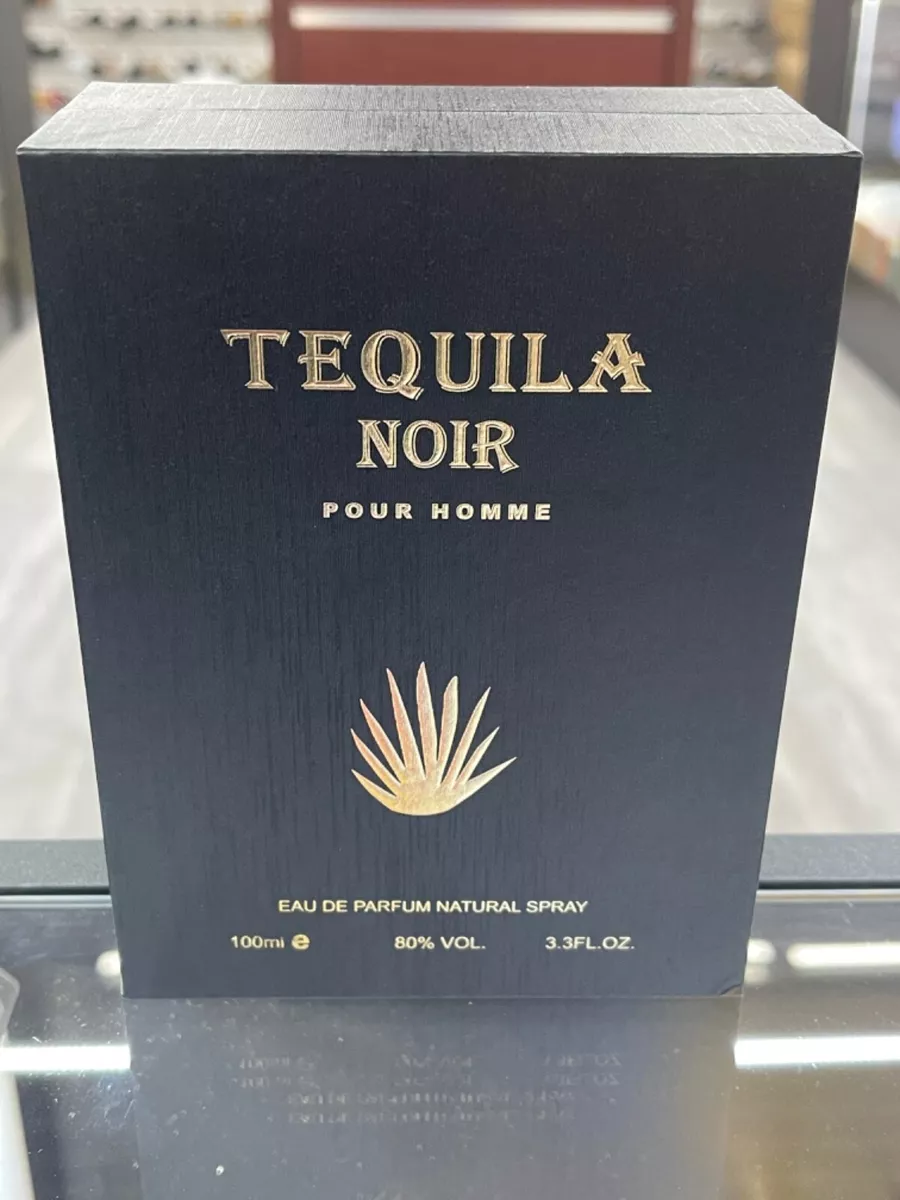 TEQUILA
NOIR
POUR HOMME
EAU DE PARFUM NATURAL SPRAY
100ml e 80% VOL. 3.3FL.OZ.